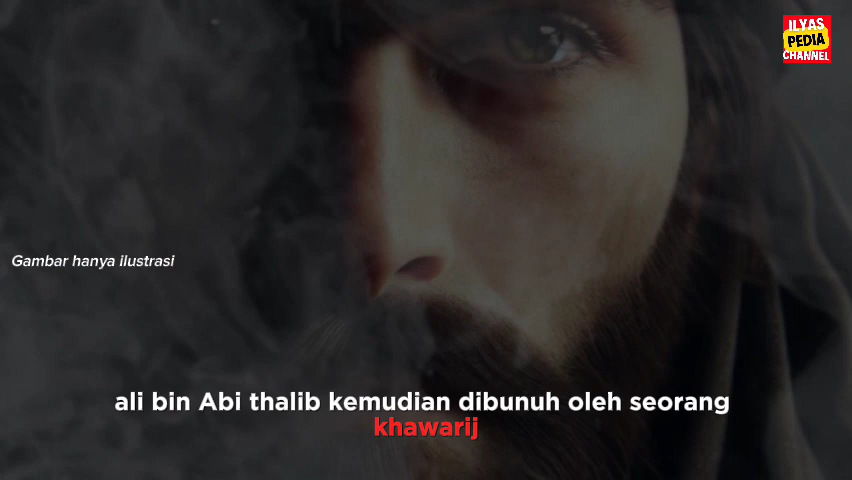 ILYAS
PEDIA
CHANNEL
Gambar hanya ilustrasi
ali bin Abi thalib kemudian dibunuh oleh seorang
khawarij